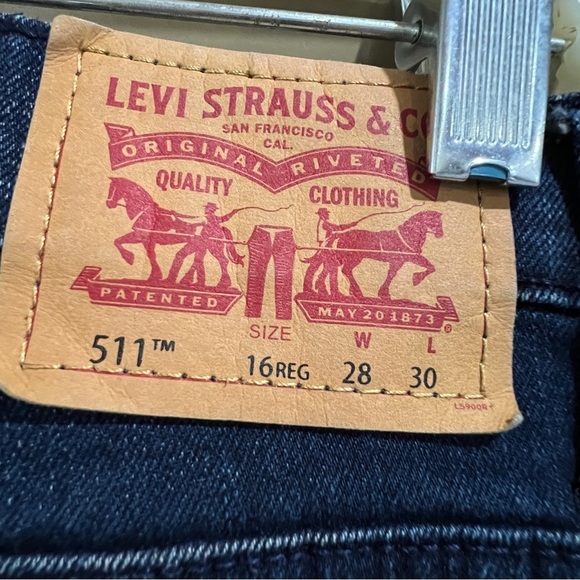 LEVI STRAUSS & CO
SAN FRANCISCO
CAL.
ORIGINAL RIVETED
QUALITY CLOTHING
PATENTED MAY 20 1873
SIZE W L
511™ 16REG 28 30